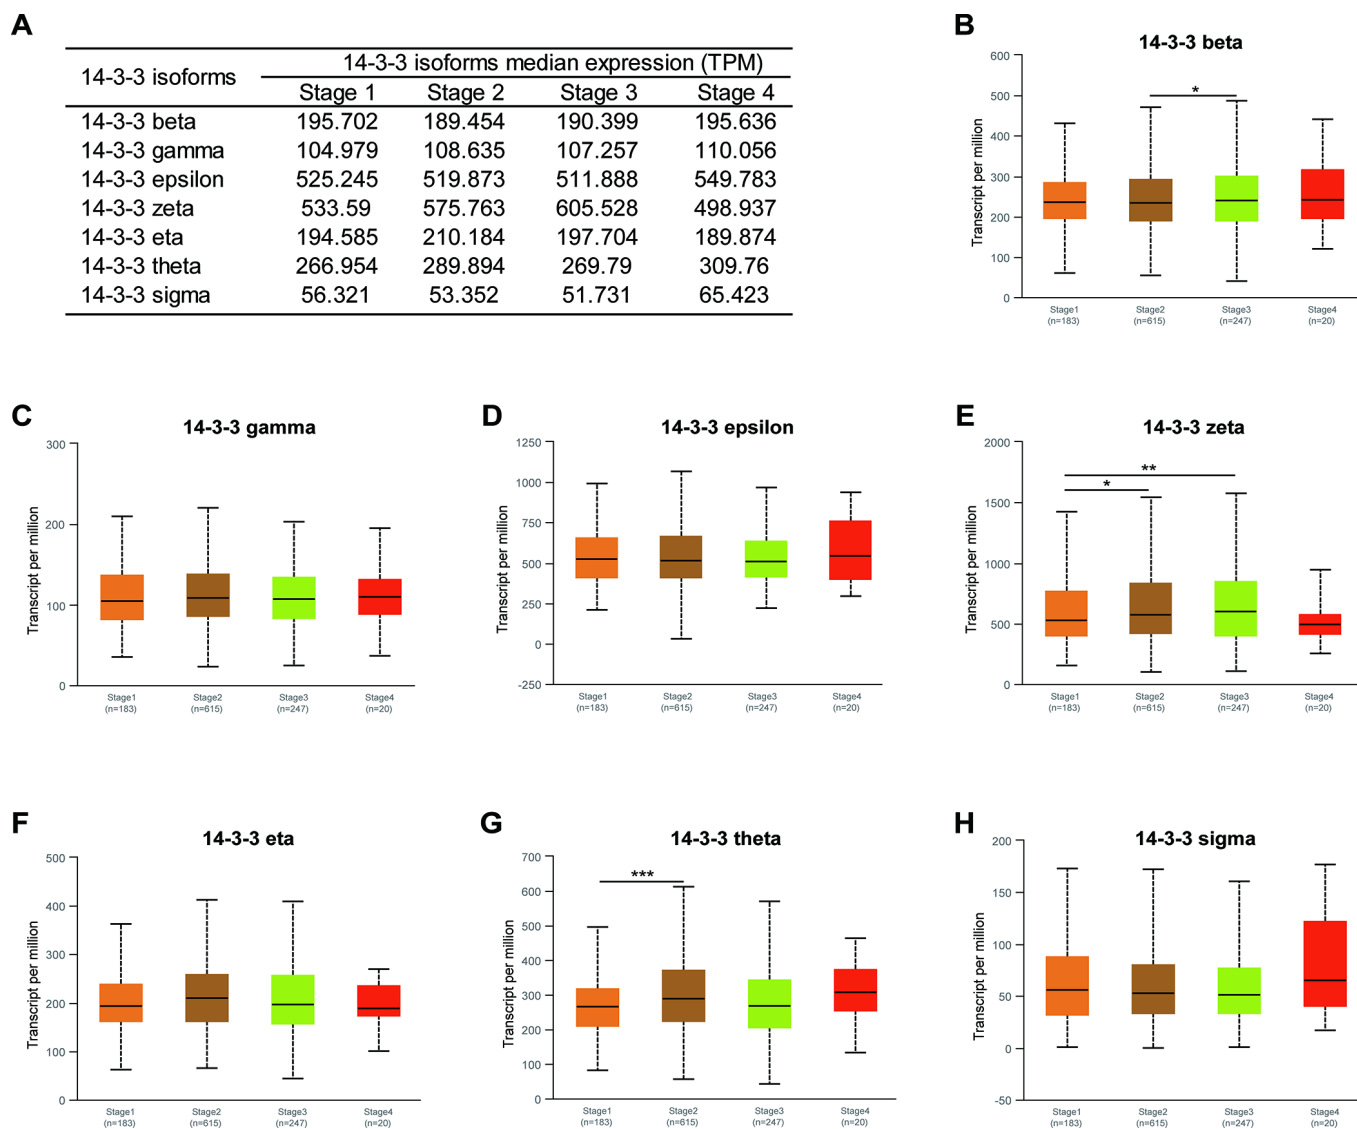 A
14-3-3 isoforms
14-3-3 isoforms median expression (TPM)
Stage 1 Stage 2 Stage 3 Stage 4
14-3-3 beta 195.702 189.454 190.399 195.636
14-3-3 gamma 104.979 108.635 107.257 110.056
14-3-3 epsilon 525.245 519.873 511.888 549.783
14-3-3 zeta 533.59 575.763 605.528 498.937
14-3-3 eta 194.585 210.184 197.704 189.874
14-3-3 theta 266.954 289.894 269.79 309.76
14-3-3 sigma 56.321 53.352 51.731 65.423
B
14-3-3 beta
Transcript per million
600
500
400
300
200
100
0
*
Stage1 Stage2 Stage3 Stage4
(n=183) (n=615) (n=247) (n=20)
C
14-3-3 gamma
Transcript per million
300
200
100
0
Stage1 Stage2 Stage3 Stage4
(n=183) (n=615) (n=247) (n=20)
D
14-3-3 epsilon
Transcript per million
1250
1000
750
500
250
0
-250
Stage1 Stage2 Stage3 Stage4
(n=183) (n=615) (n=247) (n=20)
E
14-3-3 zeta
Transcript per million
2000
1500
1000
500
0
**
*
Stage1 Stage2 Stage3 Stage4
(n=183) (n=615) (n=247) (n=20)
F
14-3-3 eta
Transcript per million
500
400
300
200
100
0
Stage1 Stage2 Stage3 Stage4
(n=183) (n=615) (n=247) (n=20)
G
14-3-3 theta
Transcript per million
700
600
500
400
300
200
100
0
***
Stage1 Stage2 Stage3 Stage4
(n=183) (n=615) (n=247) (n=20)
H
14-3-3 sigma
Transcript per million
200
150
100
50
0
-50
Stage1 Stage2 Stage3 Stage4
(n=183) (n=615) (n=247) (n=20)